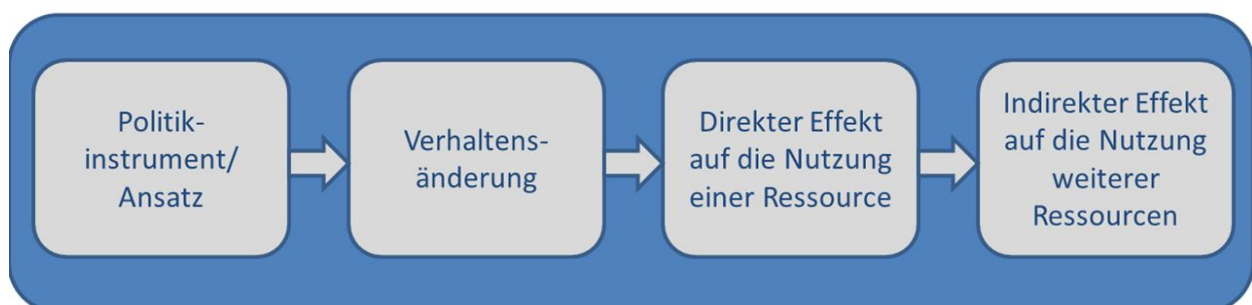 Politik-
instrument/
Ansatz
Verhaltens-
änderung
Direkter Effekt
auf die Nutzung
einer Ressource
Indirekter Effekt
auf die Nutzung
weiterer
Ressourcen